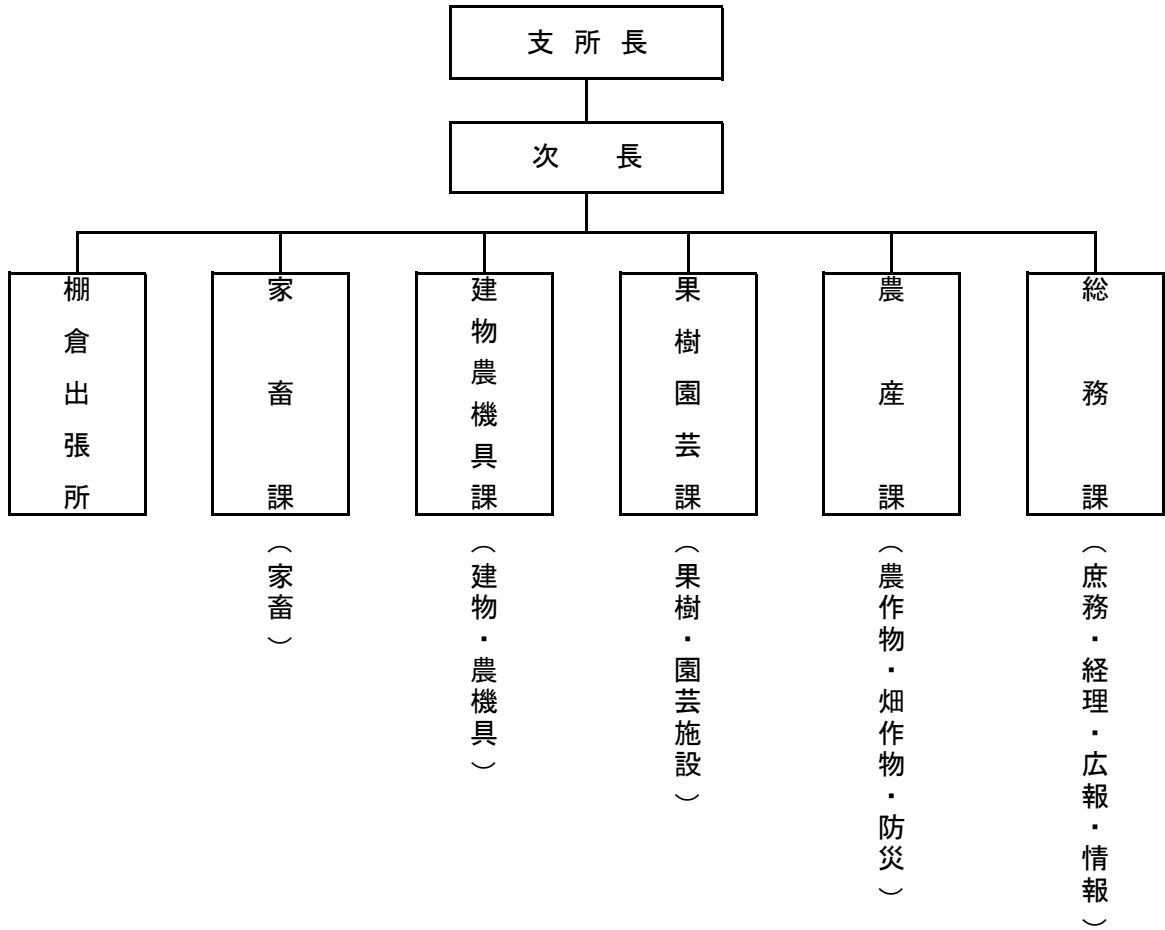 支所長
次長
総務課
（庶務・経理・広報・情報）
農産課
（農作物・畑作物・防災）
果樹園芸課
（果樹・園芸施設）
建物農機具課
（建物・農機具）
家畜課
（家畜）
棚倉出張所